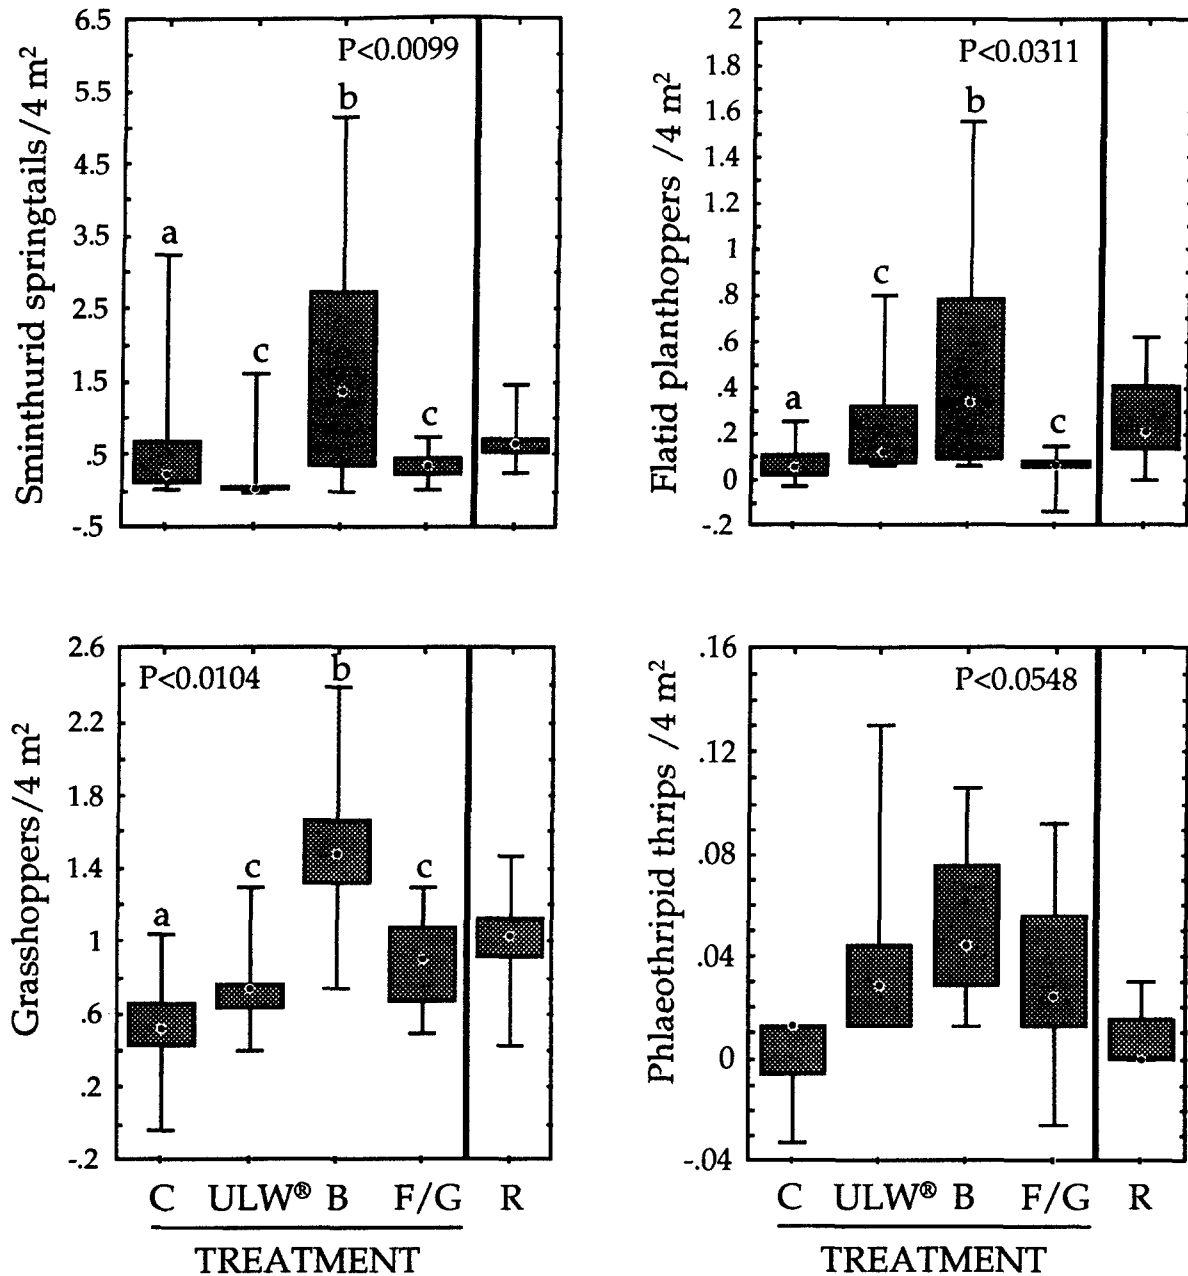 Sminthurid springtails/4 m²
6.5
5.5
4.5
3.5
2.5
1.5
.5
-.5
P<0.0099
a
c
b
c
Flatid planthoppers /4 m²
2
1.8
1.6
1.4
1.2
1
.8
.6
.4
.2
0
-.2
P<0.0311
a
c
b
c
Grasshoppers/4 m²
2.6
2.2
1.8
1.4
1
.6
.2
-.2
P<0.0104
a
c
b
c
C ULW® B F/G R
TREATMENT
Phlaeothripid thrips /4 m²
.16
.12
.08
.04
0
-.04
P<0.0548
C ULW® B F/G R
TREATMENT